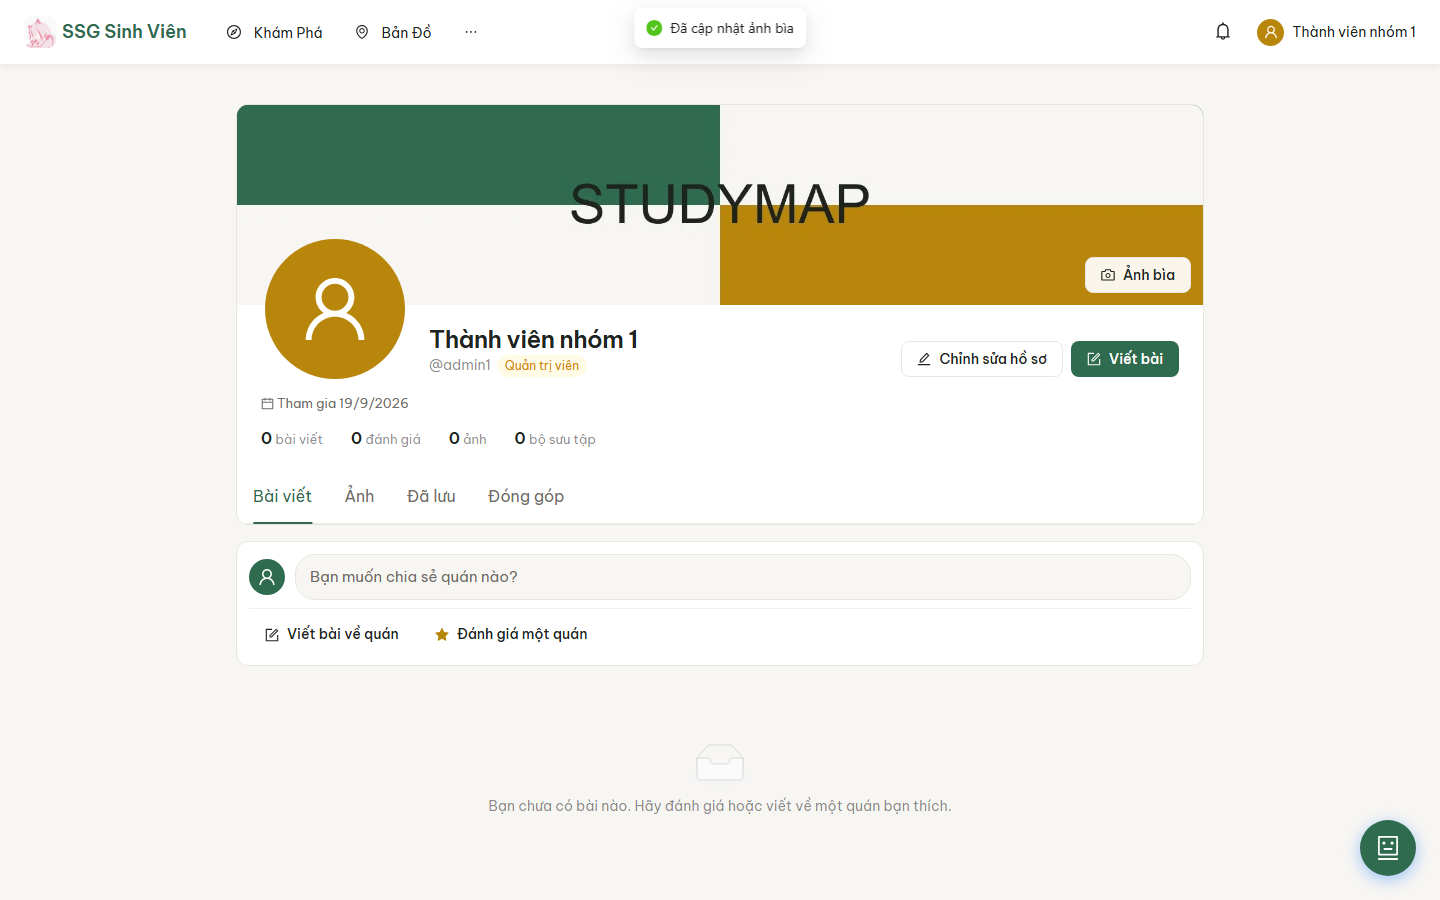 SSG Sinh Viên
Khám Phá
Bản Đồ
···
Đã cập nhật ảnh bìa
Thành viên nhóm 1
STUDYMAP
Ảnh bìa
Thành viên nhóm 1
@admin1 Quản trị viên
Chỉnh sửa hồ sơ
Viết bài
Tham gia 19/9/2026
0 bài viết 0 đánh giá 0 ảnh 0 bộ sưu tập
Bài viết Ảnh Đã lưu Đóng góp
Bạn muốn chia sẻ quán nào?
Viết bài về quán Đánh giá một quán
Bạn chưa có bài nào. Hãy đánh giá hoặc viết về một quán bạn thích.